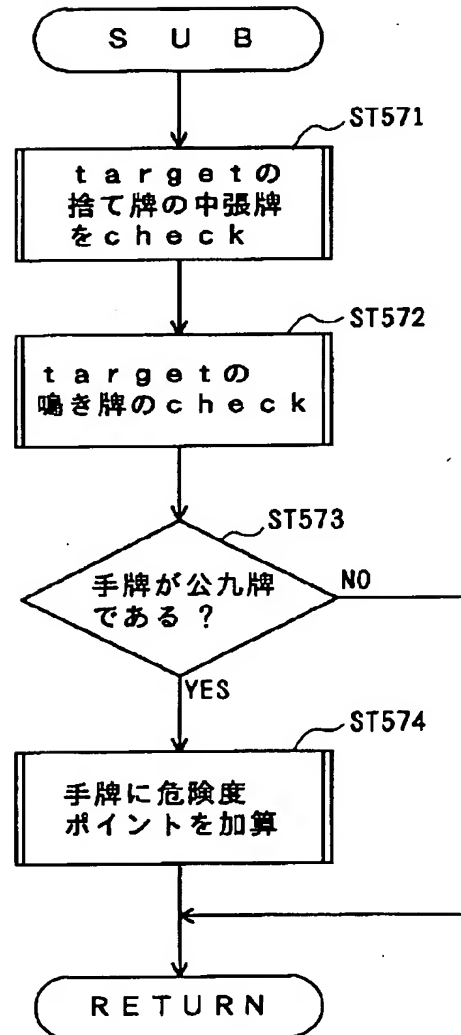 SUB
ST571
targetの
捨て牌の中張牌
をcheck
ST572
targetの
鳴き牌のcheck
ST573
手牌が公九牌
である?
NO
YES
ST574
手牌に危険度
ポイントを加算
RETURN